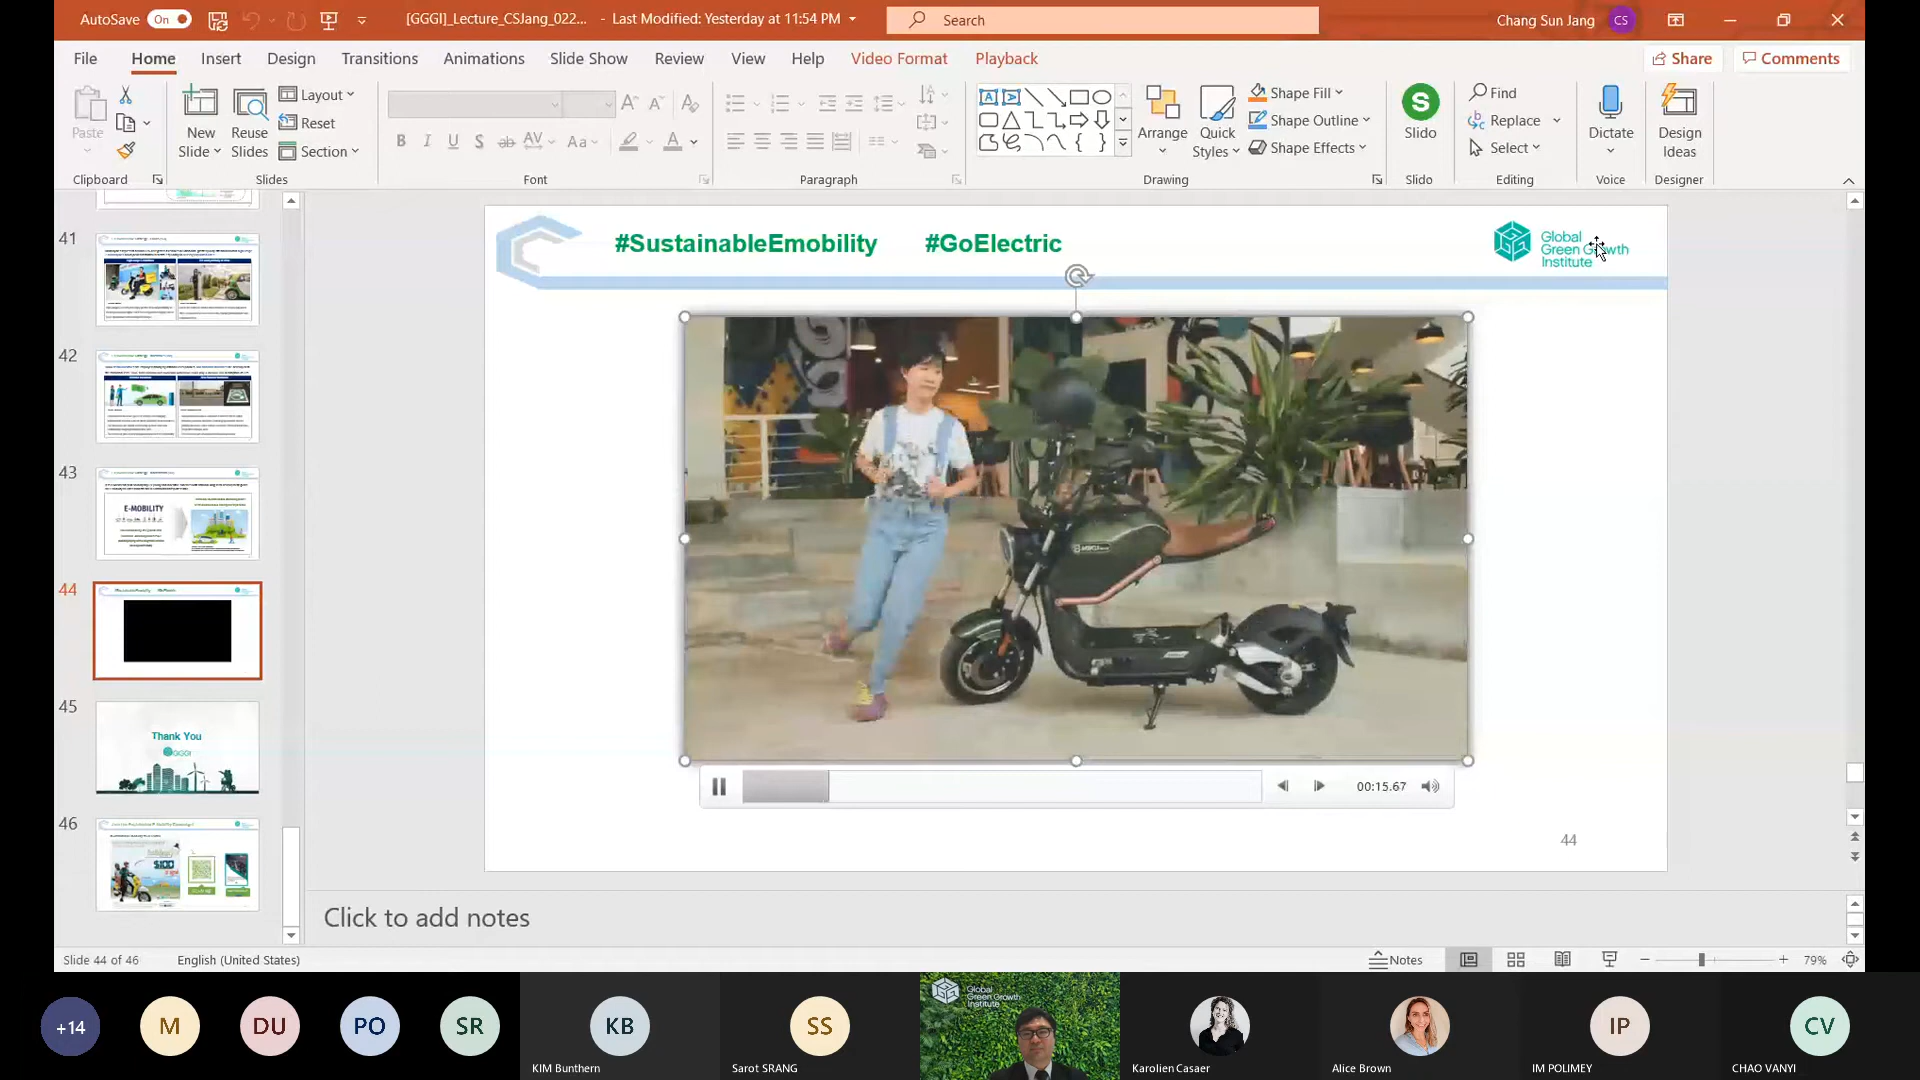 AutoSave On [GGGI]_Lecture_CSJang_022... - Last Modified: Yesterday at 11:54 PM Search Chang Sun Jang CS
File Home Insert Design Transitions Animations Slide Show Review View Help Video Format Playback Share Comments
Paste New Slide Reuse Slides Layout Reset Section Arrange Quick Styles Shape Fill Shape Outline Shape Effects Slido Find Replace Select Dictate Design Ideas
Clipboard Slides Font Paragraph Drawing Slido Editing Voice Designer
41
42
43
E-MOBILITY
44
45
Thank You
GGGI
46
$100
#SustainableEmobility #GoElectric
Global
Green Growth
Institute
00:15.67
44
Click to add notes
Slide 44 of 46 English (United States) Notes 79%
+14 M DU PO SR KB SS IP CV
Global
Green Growth
Institute
KIM Bunthern Sarot SRANG Karolien Casaer Alice Brown IM POLIMEY CHAO VANYI